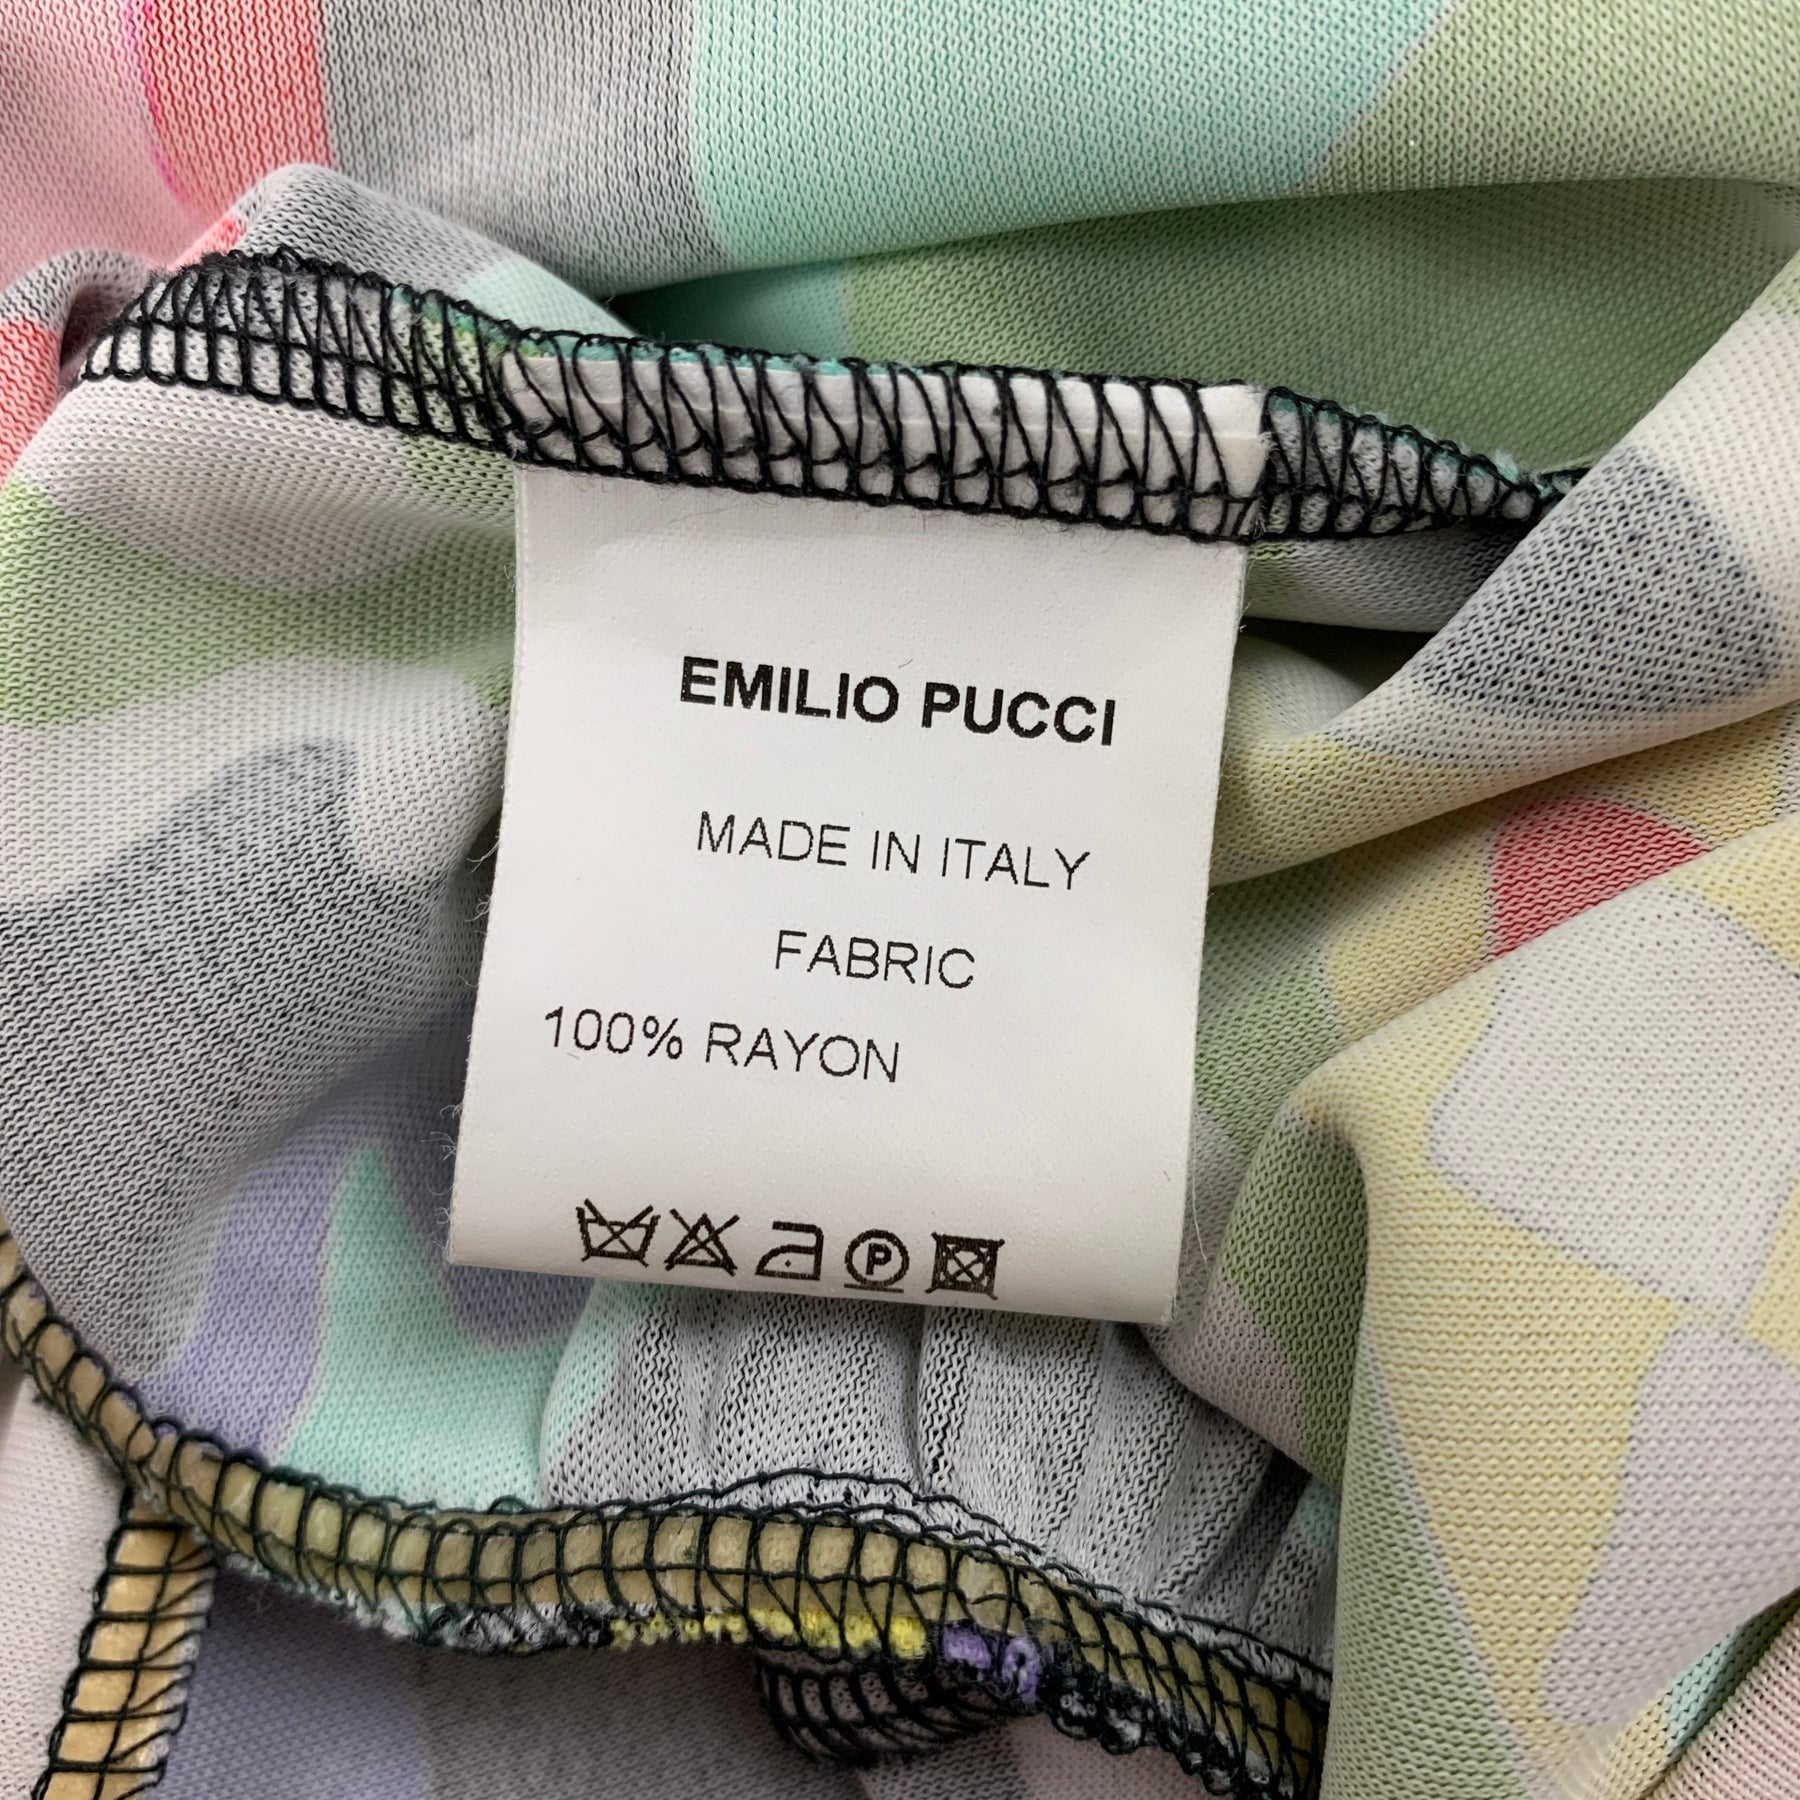 EMILIO PUCCI
MADE IN ITALY
FABRIC
100% RAYON
P